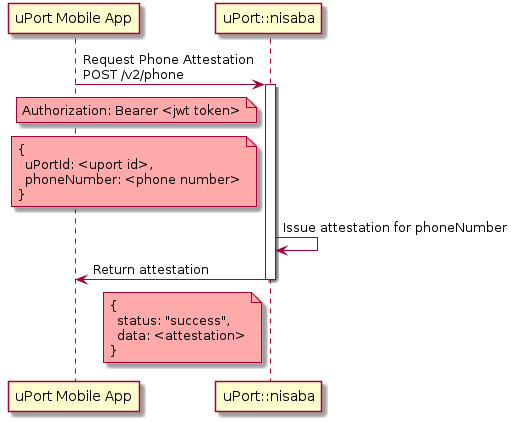 uPort Mobile App
uPort::nisaba
Request Phone Attestation
POST /v2/phone
Authorization: Bearer <jwt token>
{
uPortId: <uport id>,
phoneNumber: <phone number>
}
Issue attestation for phoneNumber
Return attestation
{
status: "success",
data: <attestation>
}
uPort Mobile App
uPort::nisaba